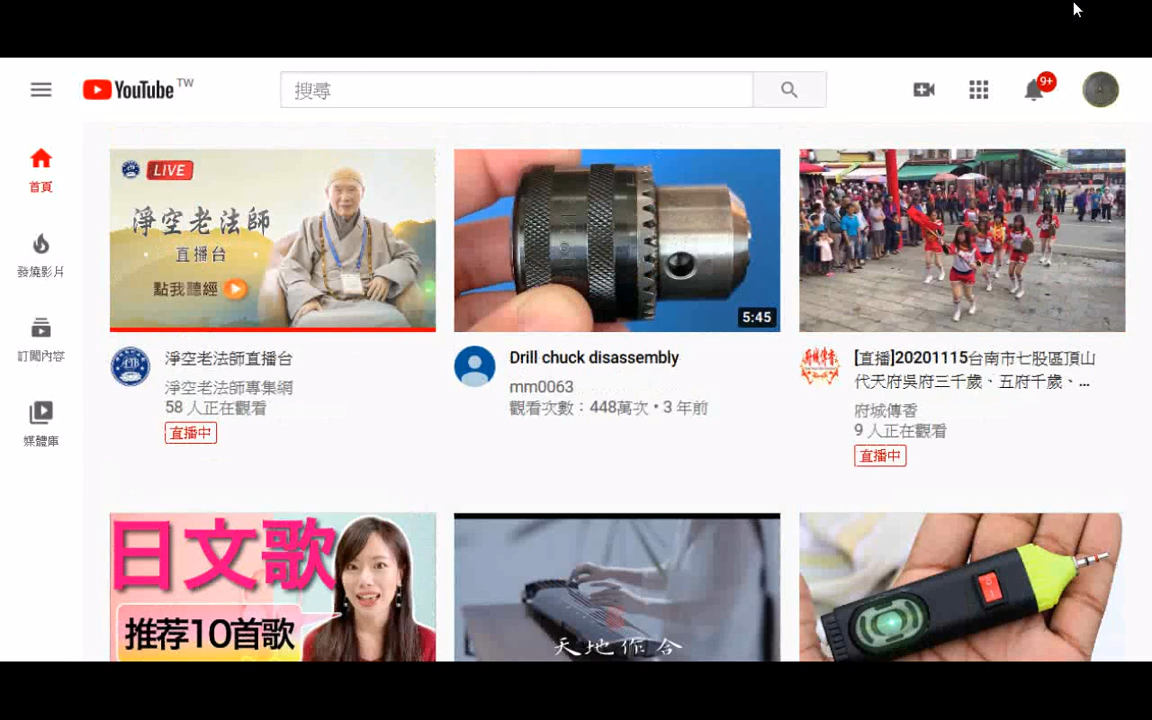 YouTube TW
搜尋
9+
首頁
發燒影片
訂閱內容
媒體庫
LIVE
淨空老法師
直播台
點我聽經
5:45
淨空老法師直播台
淨空老法師專集網
58 人正在觀看
直播中
Drill chuck disassembly
mm0063
觀看次數：448萬次 • 3 年前
[直播]20201115台南市七股區頂山
代天府吳府三千歲、五府千歲、...
府城傳香
9 人正在觀看
直播中
日文歌
推荐10首歌
天地作合